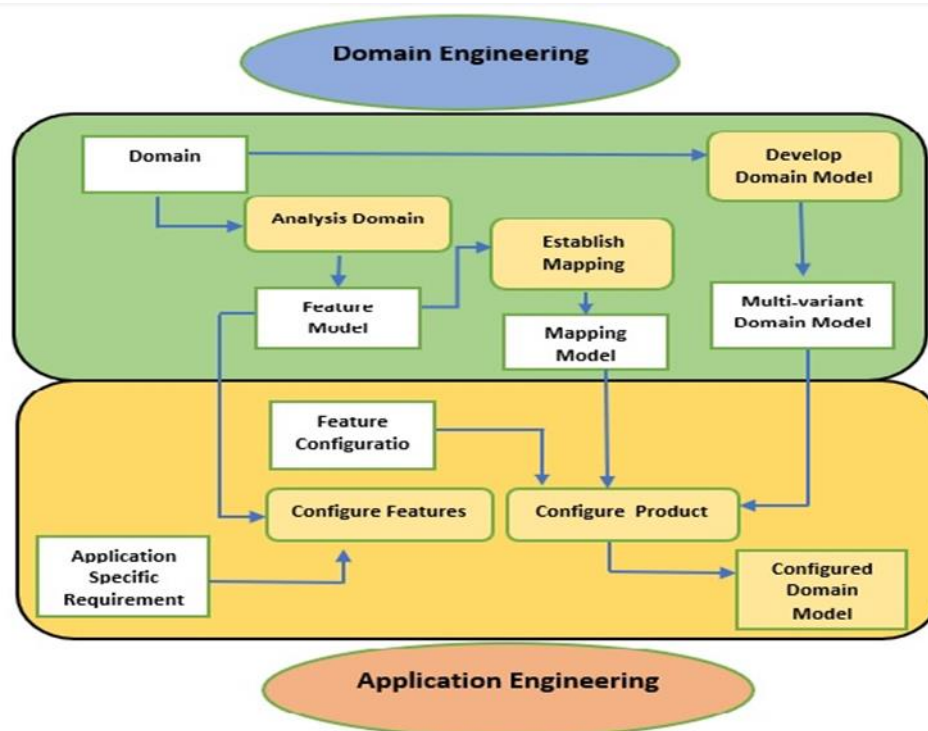 Domain Engineering
Domain
Develop
Domain Model
Analysis Domain
Establish
Mapping
Feature
Model
Mapping
Model
Multi-variant
Domain Model
Feature
Configuratio
Configure Features
Configure Product
Application
Specific
Requirement
Configured
Domain
Model
Application Engineering